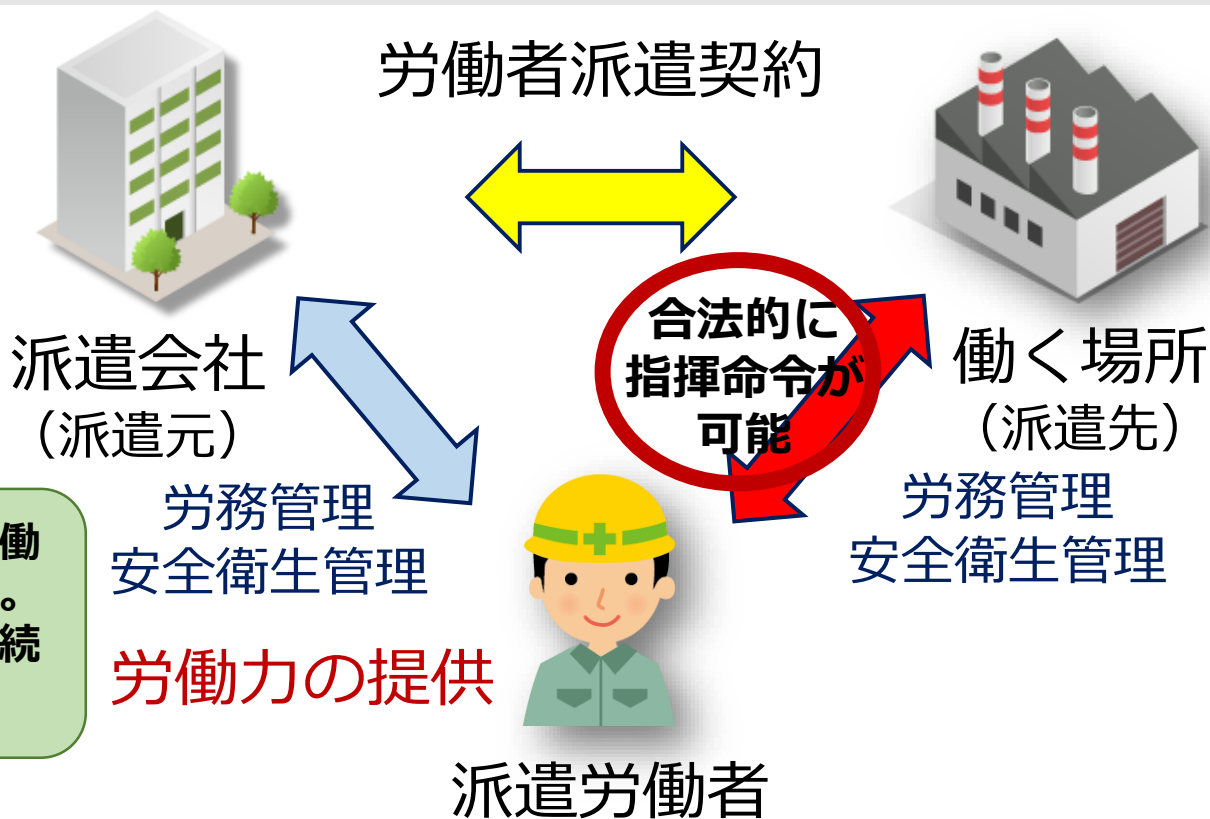 労働者派遣契約
合法的に
指揮命令が
可能
派遣会社
（派遣元）
働く場所
（派遣先）
労務管理
安全衛生管理
労務管理
安全衛生管理
働
。
続
労働力の提供
派遣労働者